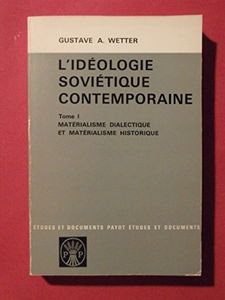 GUSTAVE A. WETTER
L'IDÉOLOGIE
SOVIÉTIQUE
CONTEMPORAINE
Tome I
MATÉRIALISME DIALECTIQUE
ET MATÉRIALISME HISTORIQUE
ÉTUDES ET DOCUMENTS PAYOT ÉTUDES ET DOCUMENTS
P P